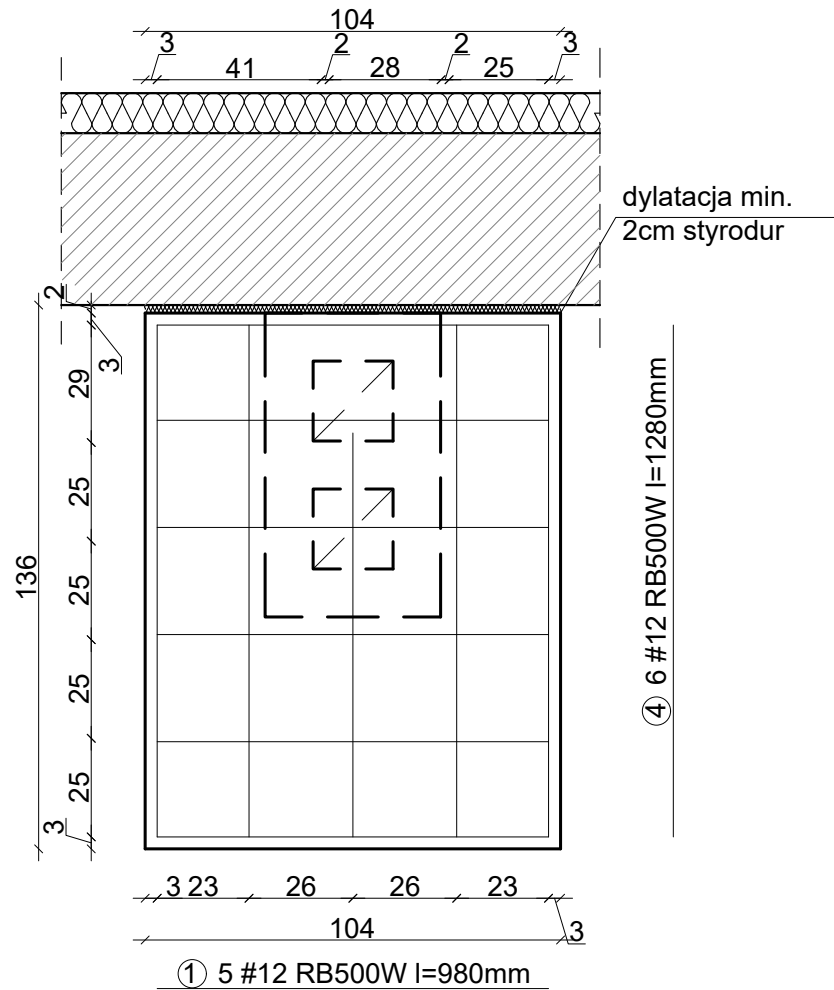 104
3 2 2 3
41 28 25
dylatacja min.
2cm styrodur
2
3
29
25
25
25
25
3
136
④ 6 #12 RB500W l=1280mm
3 23 26 26 23
3
104
① 5 #12 RB500W l=980mm